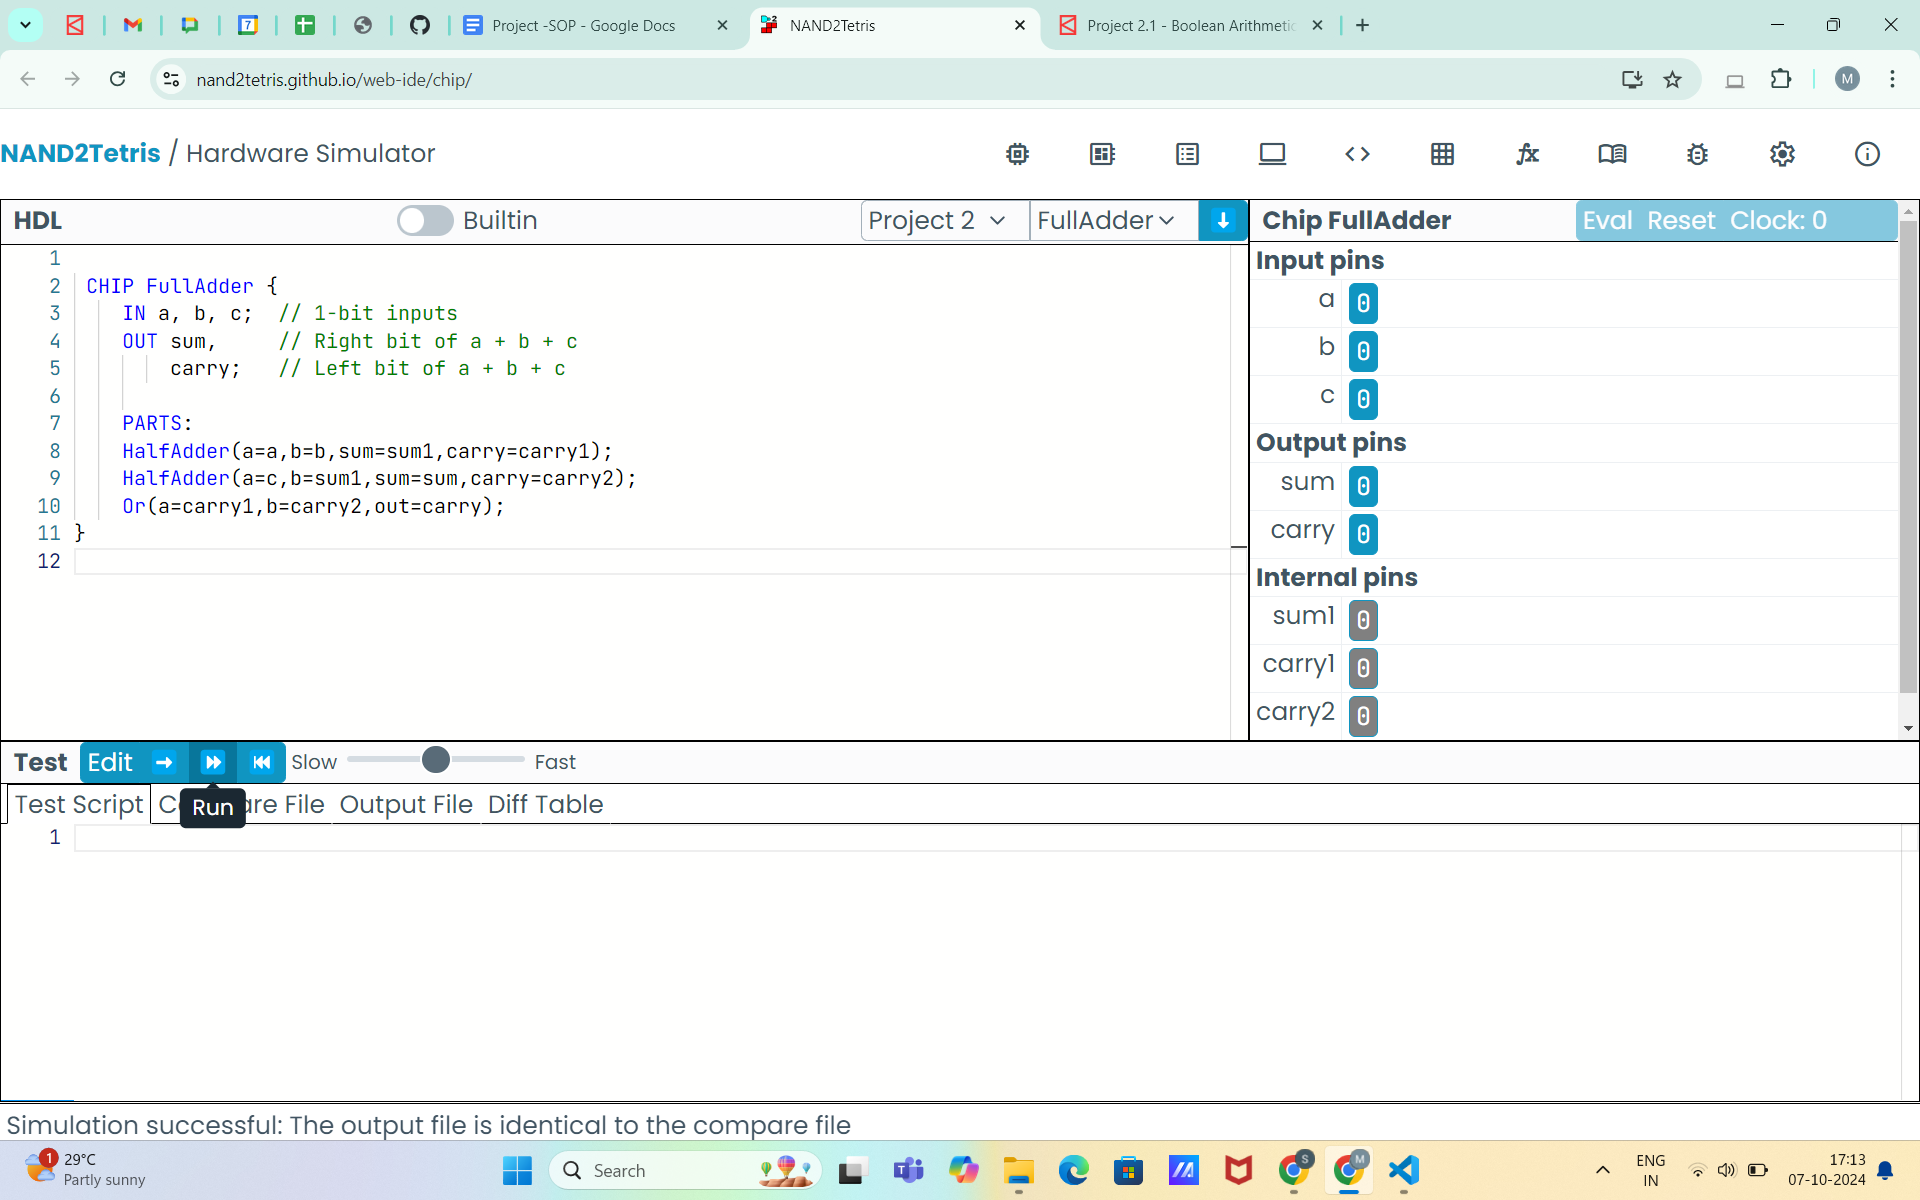 Project -SOP - Google Docs
NAND2Tetris
Project 2.1 - Boolean Arithmetic
nand2tetris.github.io/web-ide/chip/
M
NAND2Tetris / Hardware Simulator
HDL
Builtin
Project 2
FullAdder
1
2 CHIP FullAdder {
3 IN a, b, c;  // 1-bit inputs
4 OUT sum,     // Right bit of a + b + c
5 carry;   // Left bit of a + b + c
6
7 PARTS:
8 HalfAdder(a=a,b=b,sum=sum1,carry=carry1);
9 HalfAdder(a=c,b=sum1,sum=sum,carry=carry2);
10 Or(a=carry1,b=carry2,out=carry);
11 }
12
Chip FullAdder
Eval Reset Clock: 0
Input pins
a 0
b 0
c 0
Output pins
sum 0
carry 0
Internal pins
sum1 0
carry1 0
carry2 0
Test Edit Slow Fast
Run
Test Script
File
Output File
Diff Table
1
Simulation successful: The output file is identical to the compare file
1
29°C
Partly sunny
Search
S
M
ENG
IN
17:13
07-10-2024